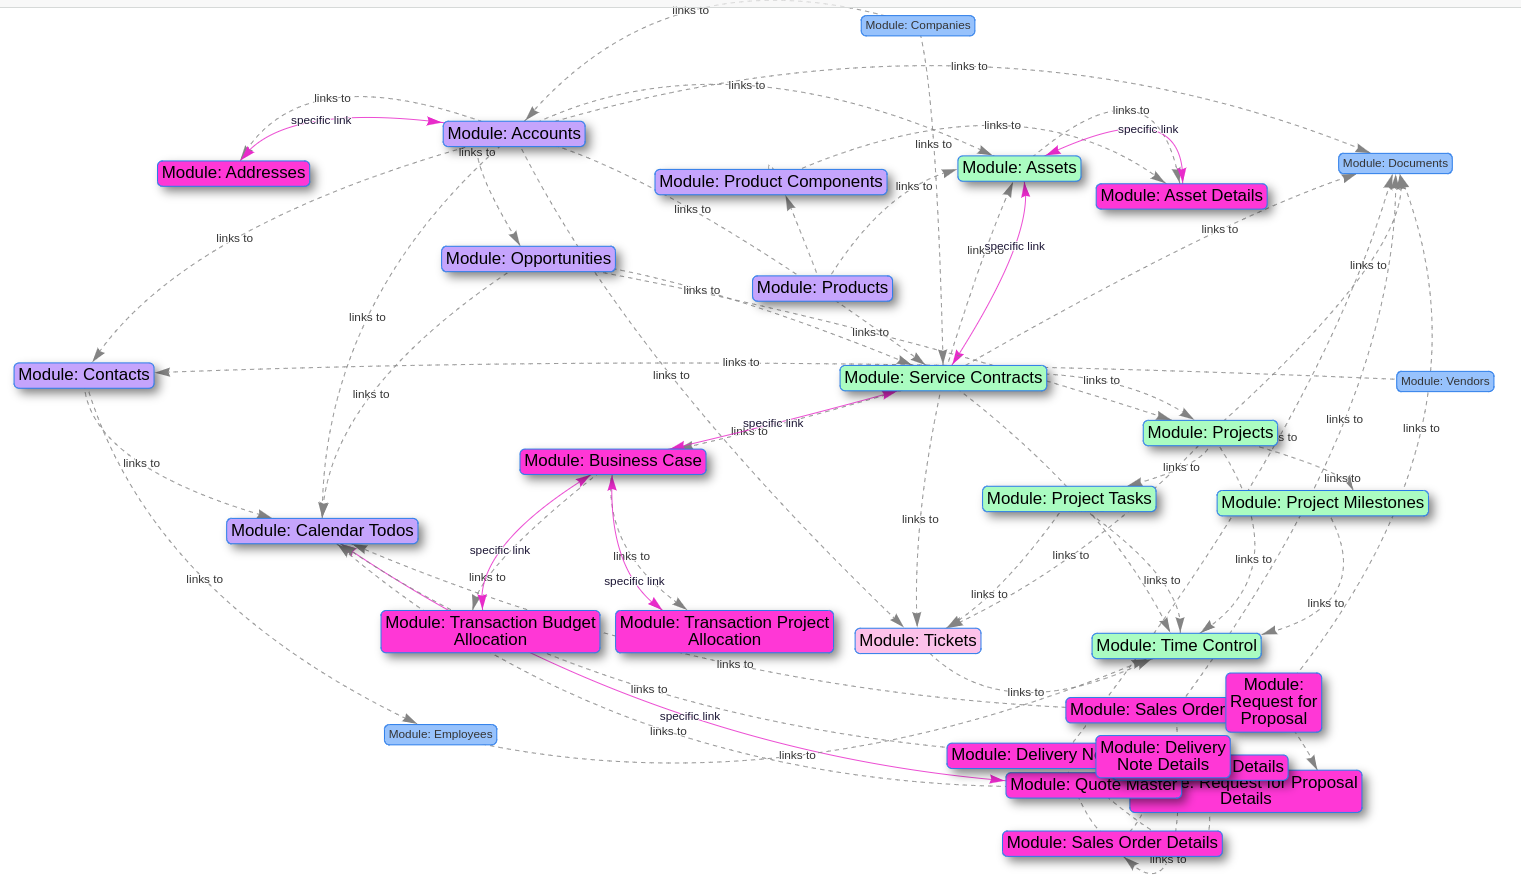 links to
Module: Companies
links to
links to
links to
specific link
links to
links to
specific link
Module: Accounts
links to
links to
Module: Documents
Module: Addresses
Module: Assets
Module: Product Components
links to
Module: Asset Details
links to
links to
links to
specific link
links to
Module: Opportunities
links to
Module: Products
links to
links to
links to
links to
links to
Module: Contacts
links to
Module: Service Contracts
links to
Module: Vendors
links to
links to
specific link
links to
links to
Module: Projects
s to
Module: Business Case
links to
links to
links to
Module: Project Tasks
Module: Project Milestones
Module: Calendar Todos
links to
specific link
links to
links to
links to
links to
links to
links to
specific link
links to
links to
Module: Transaction Budget
Allocation
Module: Transaction Project
Allocation
Module: Tickets
Module: Time Control
links to
links to
links to
Module:
Request for
Proposal
Module: Sales Order
specific link
links to
Module: Employees
links to
Module: Delivery N
Module: Delivery
Note Details
Details
Module: Quote Master
e: Request for Proposal
Details
Module: Sales Order Details
links to